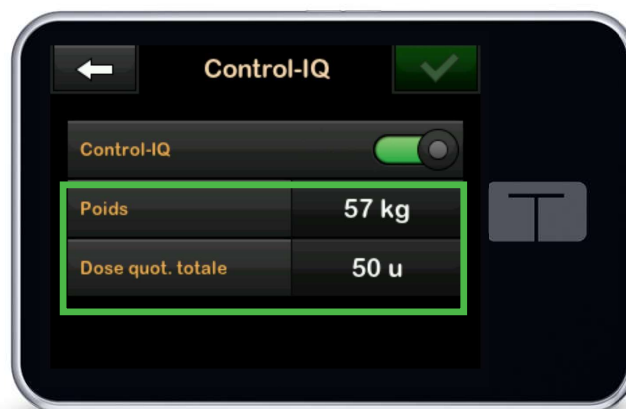 Control-IQ
Control-IQ
Poids 57 kg
Dose quot. totale 50 u